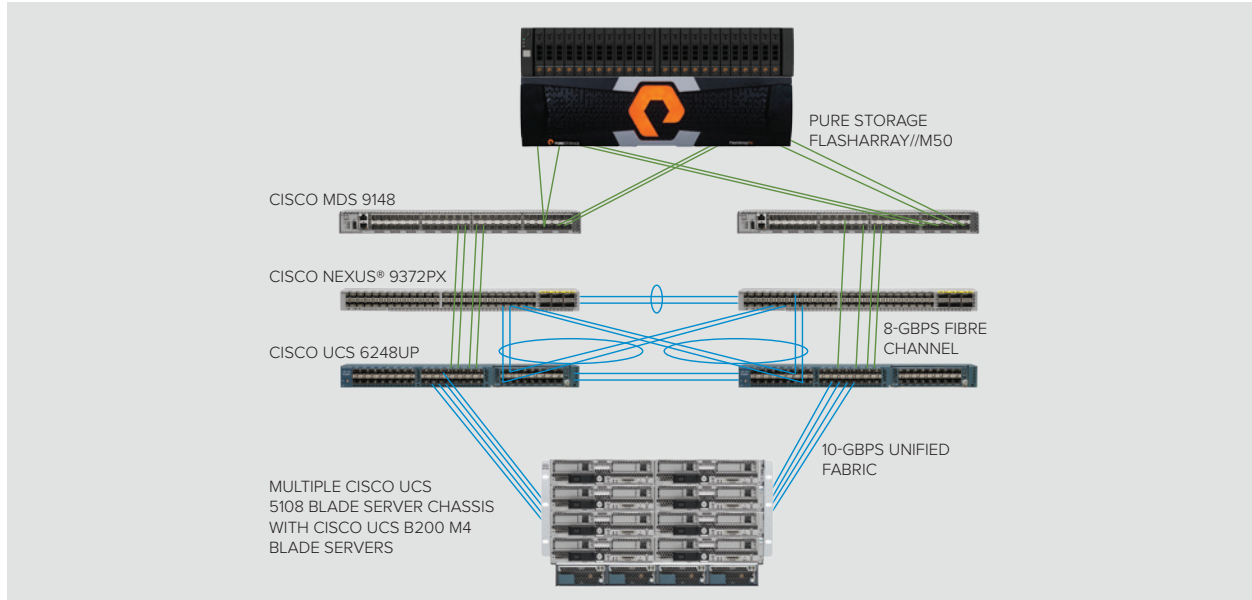 PURE STORAGE
FLASHARRAY//M50
CISCO MDS 9148
CISCO NEXUS® 9372PX
8-GBPS FIBRE
CHANNEL
CISCO UCS 6248UP
10-GBPS UNIFIED
FABRIC
MULTIPLE CISCO UCS
5108 BLADE SERVER CHASSIS
WITH CISCO UCS B200 M4
BLADE SERVERS